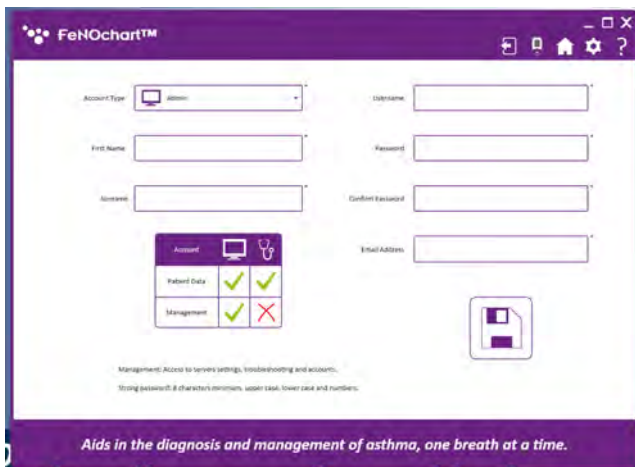 FeNOchart™
Account Type
Admin
Username
First Name
Password
Surname
Confirm Password
Account
Email Address
Patient Data
Management
Management: Access to servers settings, troubleshooting and accounts.
Strong password: 8 characters minimum, upper case, lower case and numbers.
Aids in the diagnosis and management of asthma, one breath at a time.